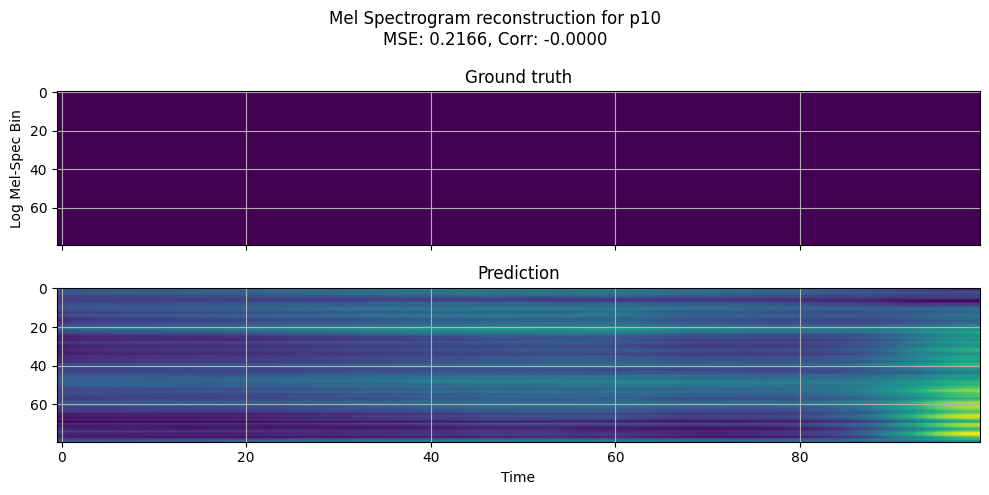 Mel Spectrogram reconstruction for p10
MSE: 0.2166, Corr: -0.0000
Ground truth
Log Mel-Spec Bin
0
20
40
60
Prediction
0
20
40
60
0 20 40 60 80
Time